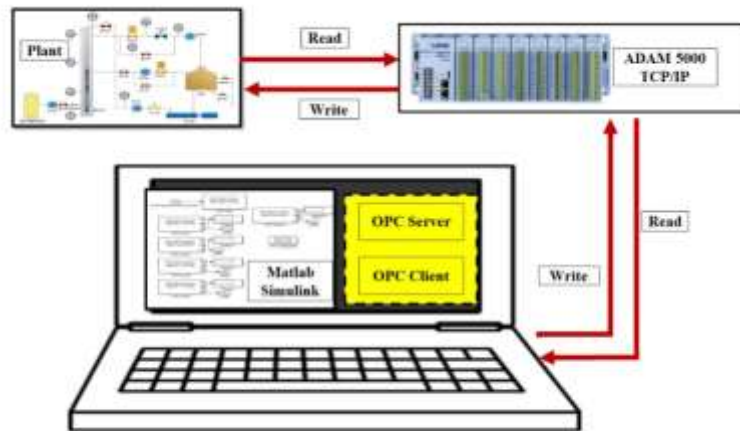 Plant
Read
Write
ADAM 5000
TCP/IP
OPC Server
OPC Client
Matlab
Simulink
Read
Write